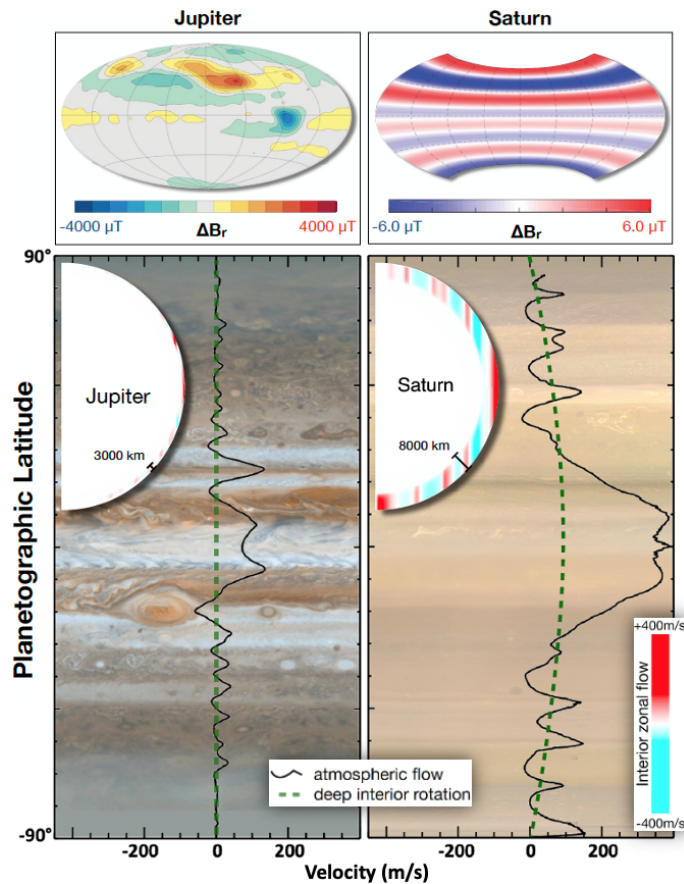 Jupiter
Saturn
-4000 μT
ΔBr
4000 μT
-6.0 μT
ΔBr
6.0 μT
90°
Planetographic Latitude
-90°
Jupiter
3000 km
Saturn
8000 km
+400m/s
Interior zonal flow
-400m/s
atmospheric flow
deep interior rotation
-200 0 200
-200 0 200
Velocity (m/s)